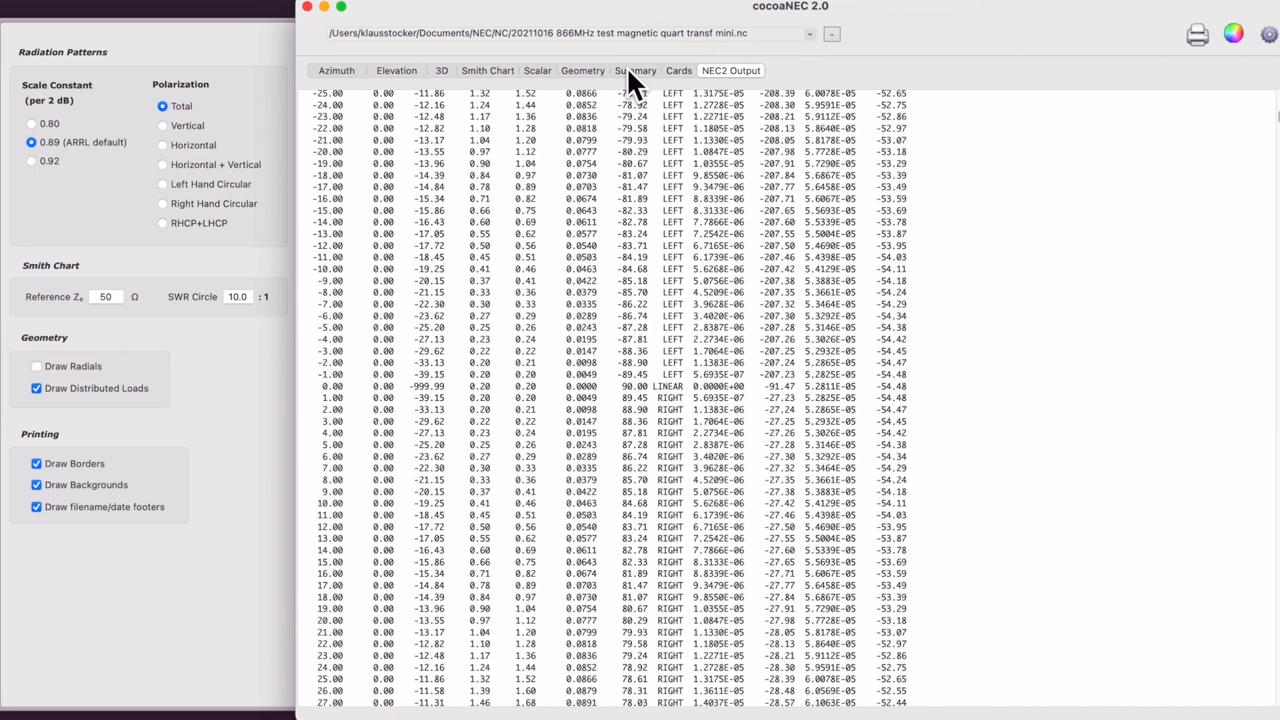 cocoaNEC 2.0
/Users/klausstocker/Documents/NEC/NC/20211016 866MHz test magnetic quart transf mini.nc
-
Azimuth Elevation 3D Smith Chart Scalar Geometry Summary Cards NEC2 Output
Radiation Patterns
Scale Constant
(per 2 dB)
0.80
0.89 (ARRL default)
0.92
Polarization
Total
Vertical
Horizontal
Horizontal + Vertical
Left Hand Circular
Right Hand Circular
RHCP+LHCP
Smith Chart
Reference Z₀ 50 Ω SWR Circle 10.0 : 1
Geometry
Draw Radials
Draw Distributed Loads
Printing
Draw Borders
Draw Backgrounds
Draw filename/date footers
-25.00 0.00 -11.86 1.32 1.52 0.0866 LEFT 1.3175E-05 -208.39 6.0078E-05 -52.65
-24.00 0.00 -12.16 1.24 1.44 0.0852 -78.92 LEFT 1.2728E-05 -208.30 5.9591E-05 -52.75
-23.00 0.00 -12.48 1.17 1.36 0.0836 -79.24 LEFT 1.2271E-05 -208.21 5.9112E-05 -52.86
-22.00 0.00 -12.82 1.10 1.28 0.0818 -79.58 LEFT 1.1805E-05 -208.13 5.8640E-05 -52.97
-21.00 0.00 -13.17 1.04 1.20 0.0799 -79.93 LEFT 1.1330E-05 -208.05 5.8178E-05 -53.07
-20.00 0.00 -13.55 0.97 1.12 0.0777 -80.29 LEFT 1.0847E-05 -207.98 5.7728E-05 -53.18
-19.00 0.00 -13.96 0.90 1.04 0.0754 -80.67 LEFT 1.0355E-05 -207.91 5.7290E-05 -53.29
-18.00 0.00 -14.39 0.84 0.97 0.0730 -81.07 LEFT 9.8550E-06 -207.84 5.6867E-05 -53.39
-17.00 0.00 -14.84 0.78 0.89 0.0703 -81.47 LEFT 9.3479E-06 -207.77 5.6458E-05 -53.49
-16.00 0.00 -15.34 0.71 0.82 0.0674 -81.89 LEFT 8.8339E-06 -207.71 5.6067E-05 -53.59
-15.00 0.00 -15.86 0.66 0.75 0.0643 -82.33 LEFT 8.3133E-06 -207.65 5.5693E-05 -53.69
-14.00 0.00 -16.43 0.60 0.69 0.0611 -82.78 LEFT 7.7866E-06 -207.60 5.5339E-05 -53.78
-13.00 0.00 -17.05 0.55 0.62 0.0577 -83.24 LEFT 7.2542E-06 -207.55 5.5004E-05 -53.87
-12.00 0.00 -17.72 0.50 0.56 0.0540 -83.71 LEFT 6.7165E-06 -207.50 5.4690E-05 -53.95
-11.00 0.00 -18.45 0.45 0.51 0.0503 -84.19 LEFT 6.1739E-06 -207.46 5.4398E-05 -54.03
-10.00 0.00 -19.25 0.41 0.46 0.0463 -84.68 LEFT 5.6268E-06 -207.42 5.4129E-05 -54.11
-9.00 0.00 -20.15 0.37 0.41 0.0422 -85.18 LEFT 5.0756E-06 -207.38 5.3883E-05 -54.18
-8.00 0.00 -21.15 0.33 0.36 0.0379 -85.70 LEFT 4.5209E-06 -207.35 5.3661E-05 -54.24
-7.00 0.00 -22.30 0.30 0.33 0.0335 -86.22 LEFT 3.9628E-06 -207.32 5.3464E-05 -54.29
-6.00 0.00 -23.62 0.27 0.29 0.0289 -86.74 LEFT 3.4020E-06 -207.30 5.3292E-05 -54.34
-5.00 0.00 -25.20 0.25 0.26 0.0243 -87.28 LEFT 2.8387E-06 -207.28 5.3146E-05 -54.38
-4.00 0.00 -27.13 0.23 0.24 0.0195 -87.81 LEFT 2.2734E-06 -207.26 5.3026E-05 -54.42
-3.00 0.00 -29.62 0.22 0.22 0.0147 -88.36 LEFT 1.7064E-06 -207.25 5.2932E-05 -54.45
-2.00 0.00 -33.13 0.20 0.21 0.0098 -88.90 LEFT 1.1383E-06 -207.24 5.2865E-05 -54.47
-1.00 0.00 -39.15 0.20 0.20 0.0049 -89.45 LEFT 5.6935E-07 -207.23 5.2825E-05 -54.48
0.00 0.00 -999.99 0.20 0.20 0.0000 90.00 LINEAR 0.0000E+00 -91.47 5.2811E-05 -54.48
1.00 0.00 -39.15 0.20 0.20 0.0049 89.45 RIGHT 5.6935E-07 -27.23 5.2825E-05 -54.48
2.00 0.00 -33.13 0.20 0.21 0.0098 88.90 RIGHT 1.1383E-06 -27.24 5.2865E-05 -54.47
3.00 0.00 -29.62 0.22 0.22 0.0147 88.36 RIGHT 1.7064E-06 -27.25 5.2932E-05 -54.45
4.00 0.00 -27.13 0.23 0.24 0.0195 87.81 RIGHT 2.2734E-06 -27.26 5.3026E-05 -54.42
5.00 0.00 -25.20 0.25 0.26 0.0243 87.28 RIGHT 2.8387E-06 -27.28 5.3146E-05 -54.38
6.00 0.00 -23.62 0.27 0.29 0.0289 86.74 RIGHT 3.4020E-06 -27.30 5.3292E-05 -54.34
7.00 0.00 -22.30 0.30 0.33 0.0335 86.22 RIGHT 3.9628E-06 -27.32 5.3464E-05 -54.29
8.00 0.00 -21.15 0.33 0.36 0.0379 85.70 RIGHT 4.5209E-06 -27.35 5.3661E-05 -54.24
9.00 0.00 -20.15 0.37 0.41 0.0422 85.18 RIGHT 5.0756E-06 -27.38 5.3883E-05 -54.18
10.00 0.00 -19.25 0.41 0.46 0.0463 84.68 RIGHT 5.6268E-06 -27.42 5.4129E-05 -54.11
11.00 0.00 -18.45 0.45 0.51 0.0503 84.19 RIGHT 6.1739E-06 -27.46 5.4398E-05 -54.03
12.00 0.00 -17.72 0.50 0.56 0.0540 83.71 RIGHT 6.7165E-06 -27.50 5.4690E-05 -53.95
13.00 0.00 -17.05 0.55 0.62 0.0577 83.24 RIGHT 7.2542E-06 -27.55 5.5004E-05 -53.87
14.00 0.00 -16.43 0.60 0.69 0.0611 82.78 RIGHT 7.7866E-06 -27.60 5.5339E-05 -53.78
15.00 0.00 -15.86 0.66 0.75 0.0643 82.33 RIGHT 8.3133E-06 -27.65 5.5693E-05 -53.69
16.00 0.00 -15.34 0.71 0.82 0.0674 81.89 RIGHT 8.8339E-06 -27.71 5.6067E-05 -53.59
17.00 0.00 -14.84 0.78 0.89 0.0703 81.47 RIGHT 9.3479E-06 -27.77 5.6458E-05 -53.49
18.00 0.00 -14.39 0.84 0.97 0.0730 81.07 RIGHT 9.8550E-06 -27.84 5.6867E-05 -53.39
19.00 0.00 -13.96 0.90 1.04 0.0754 80.67 RIGHT 1.0355E-05 -27.91 5.7290E-05 -53.29
20.00 0.00 -13.55 0.97 1.12 0.0777 80.29 RIGHT 1.0847E-05 -27.98 5.7728E-05 -53.18
21.00 0.00 -13.17 1.04 1.20 0.0799 79.93 RIGHT 1.1330E-05 -28.05 5.8178E-05 -53.07
22.00 0.00 -12.82 1.10 1.28 0.0818 79.58 RIGHT 1.1805E-05 -28.13 5.8640E-05 -52.97
23.00 0.00 -12.48 1.17 1.36 0.0836 79.24 RIGHT 1.2271E-05 -28.21 5.9112E-05 -52.86
24.00 0.00 -12.16 1.24 1.44 0.0852 78.92 RIGHT 1.2728E-05 -28.30 5.9591E-05 -52.75
25.00 0.00 -11.86 1.32 1.52 0.0866 78.61 RIGHT 1.3175E-05 -28.39 6.0078E-05 -52.65
26.00 0.00 -11.58 1.39 1.60 0.0879 78.31 RIGHT 1.3611E-05 -28.48 6.0569E-05 -52.55
27.00 0.00 -11.31 1.46 1.68 0.0891 78.03 RIGHT 1.4037E-05 -28.57 6.1063E-05 -52.44